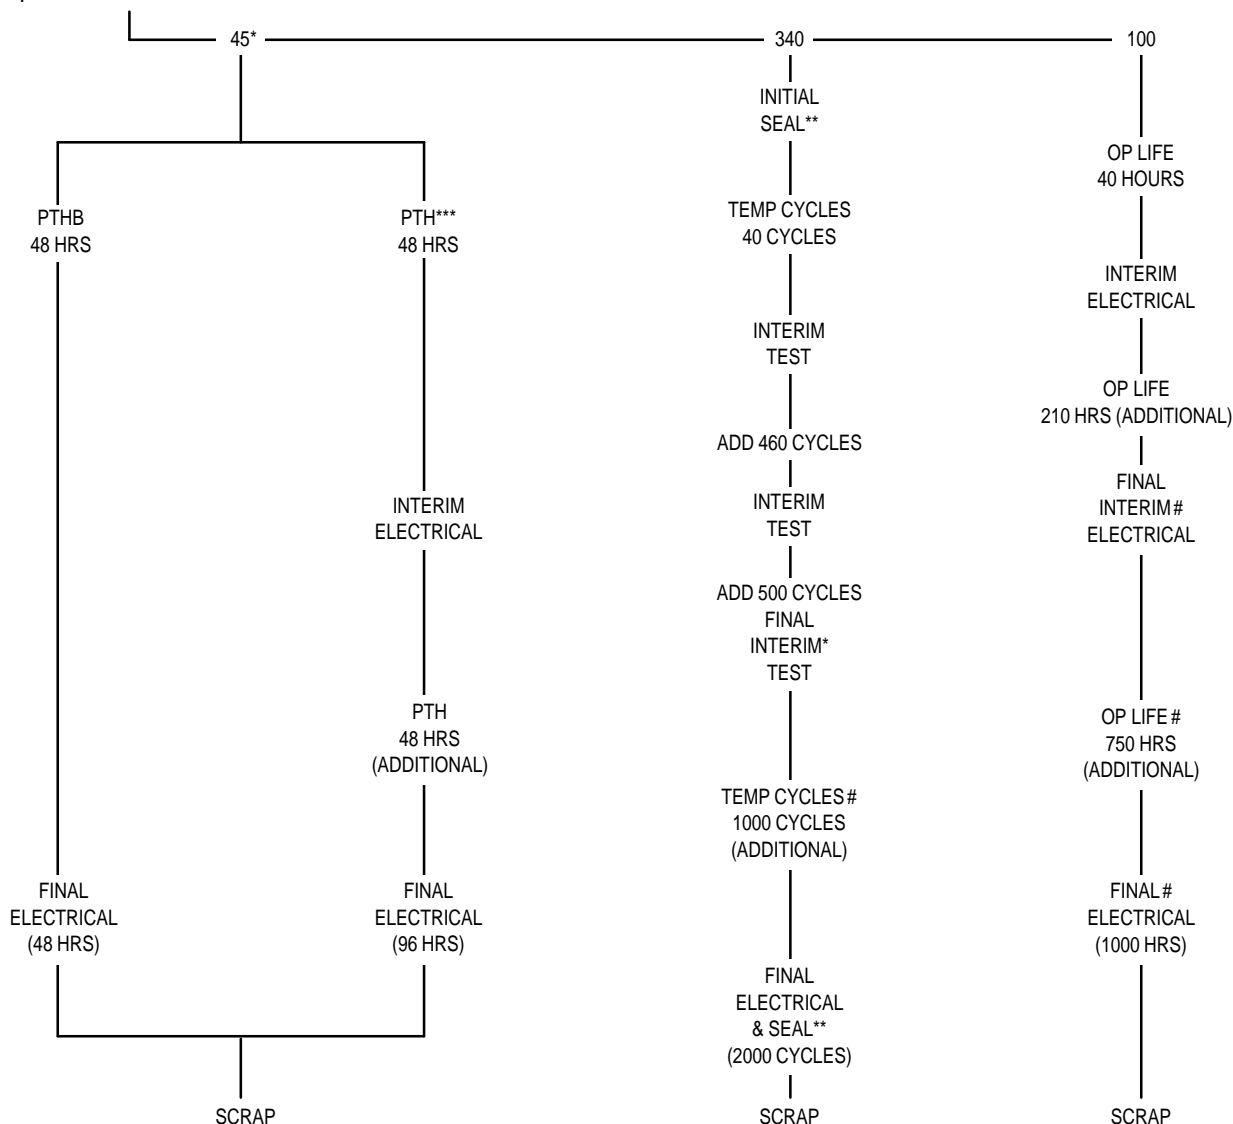 45*
340
100
PTHB
48 HRS
FINAL
ELECTRICAL
(48 HRS)
PTH***
48 HRS
INTERIM
ELECTRICAL
PTH
48 HRS
(ADDITIONAL)
FINAL
ELECTRICAL
(96 HRS)
SCRAP
INITIAL
SEAL**
TEMP CYCLES
40 CYCLES
INTERIM
TEST
ADD 460 CYCLES
INTERIM
TEST
ADD 500 CYCLES
FINAL
INTERIM*
TEST
TEMP CYCLES #
1000 CYCLES
(ADDITIONAL)
FINAL
ELECTRICAL
& SEAL**
(2000 CYCLES)
SCRAP
OP LIFE
40 HOURS
INTERIM
ELECTRICAL
OP LIFE
210 HRS (ADDITIONAL)
FINAL
INTERIM #
ELECTRICAL
OP LIFE #
750 HRS
(ADDITIONAL)
FINAL #
ELECTRICAL
(1000 HRS)
SCRAP